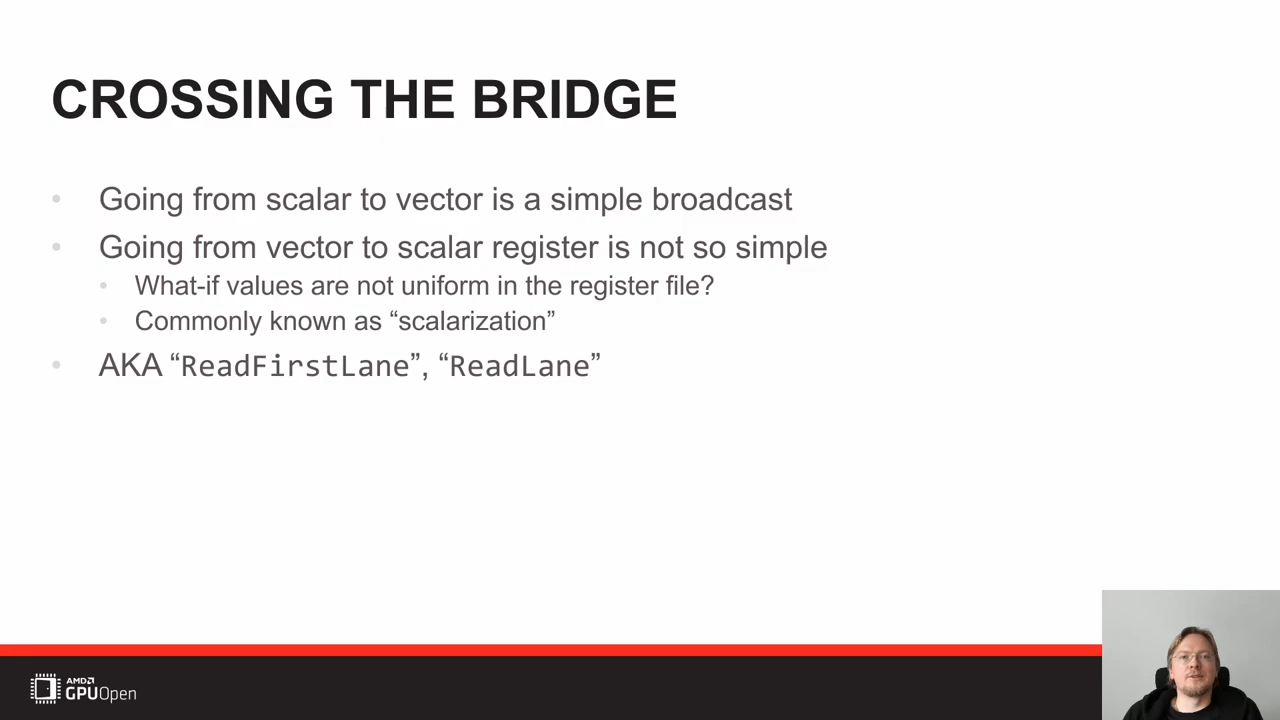 CROSSING THE BRIDGE
• Going from scalar to vector is a simple broadcast
• Going from vector to scalar register is not so simple
• What-if values are not uniform in the register file?
• Commonly known as “scalarization”
• AKA “ReadFirstLane”, “ReadLane”
AMD
GPUOpen